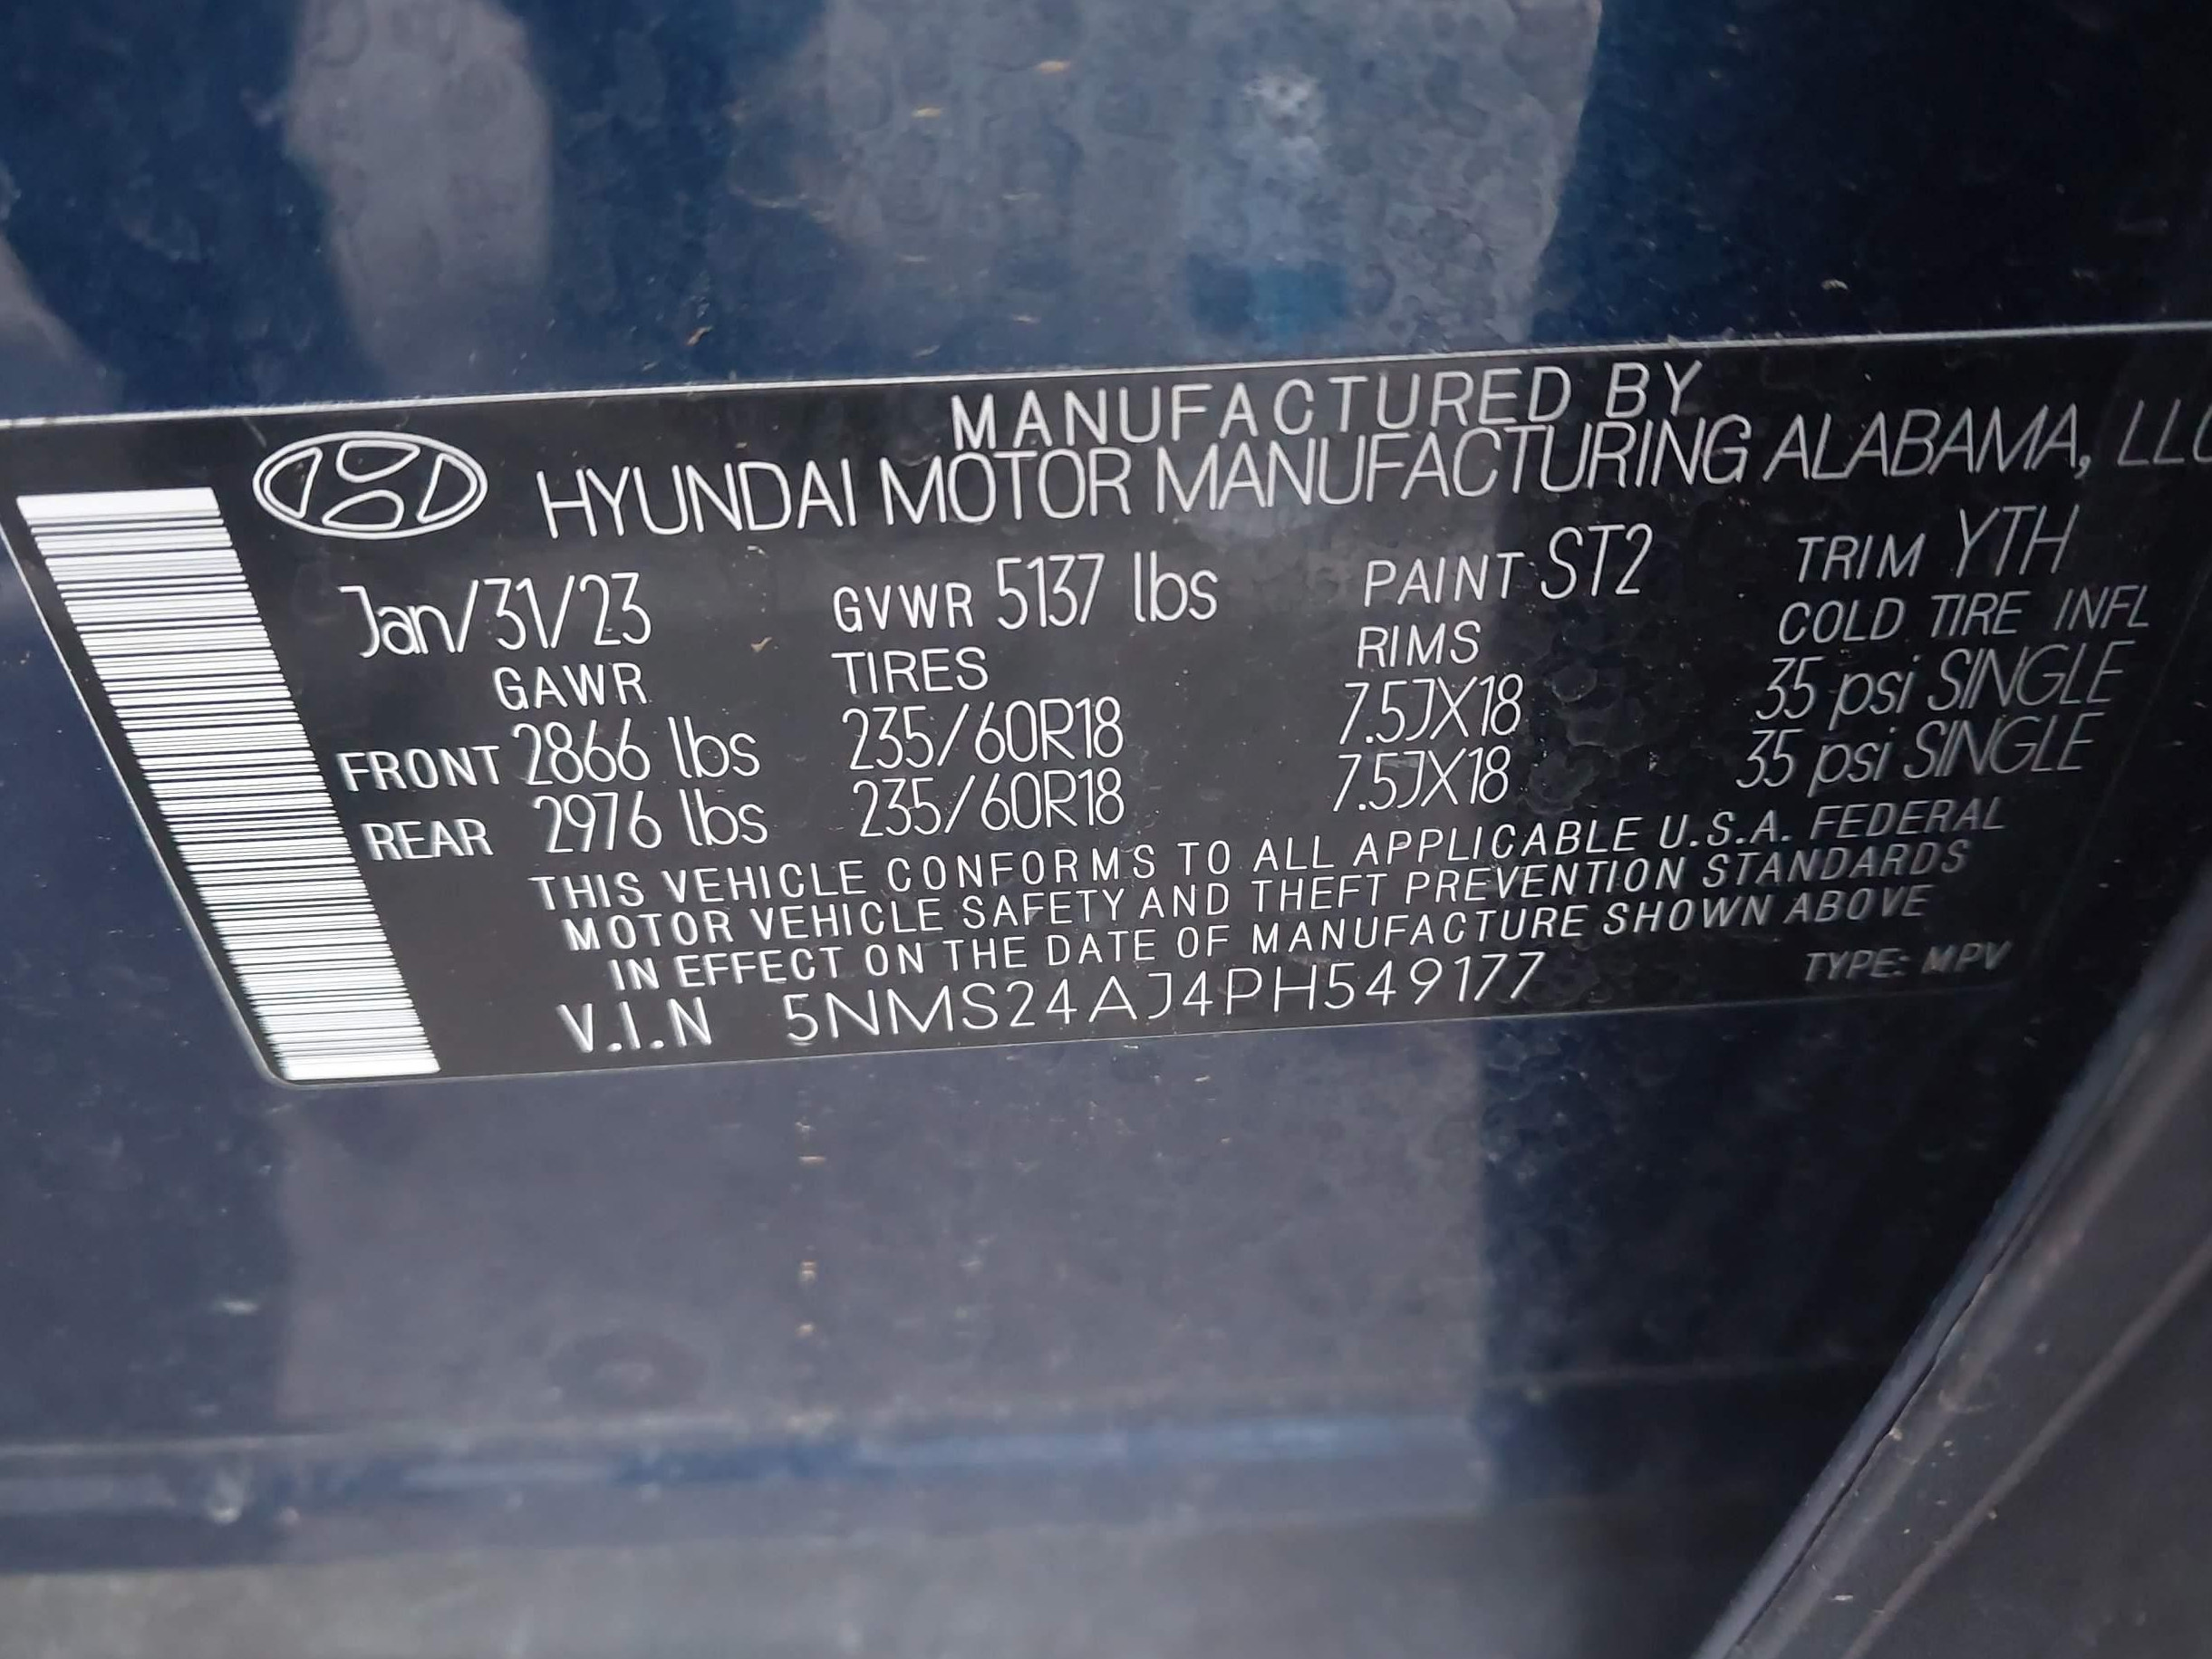 MANUFACTURED BY
HYUNDAI MOTOR MANUFACTURING ALABAMA, LLC
Jan/31/23 GVWR 5137 lbs PAINT ST2 TRIM YTH
GAWR TIRES RIMS COLD TIRE INFL
FRONT 2866 lbs 235/60R18 7.5JX18 35 psi SINGLE
REAR 2976 lbs 235/60R18 7.5JX18 35 psi SINGLE
THIS VEHICLE CONFORMS TO ALL APPLICABLE U.S.A. FEDERAL
MOTOR VEHICLE SAFETY AND THEFT PREVENTION STANDARDS
IN EFFECT ON THE DATE OF MANUFACTURE SHOWN ABOVE
V.I.N 5NMS24AJ4PH549177 TYPE: MPV